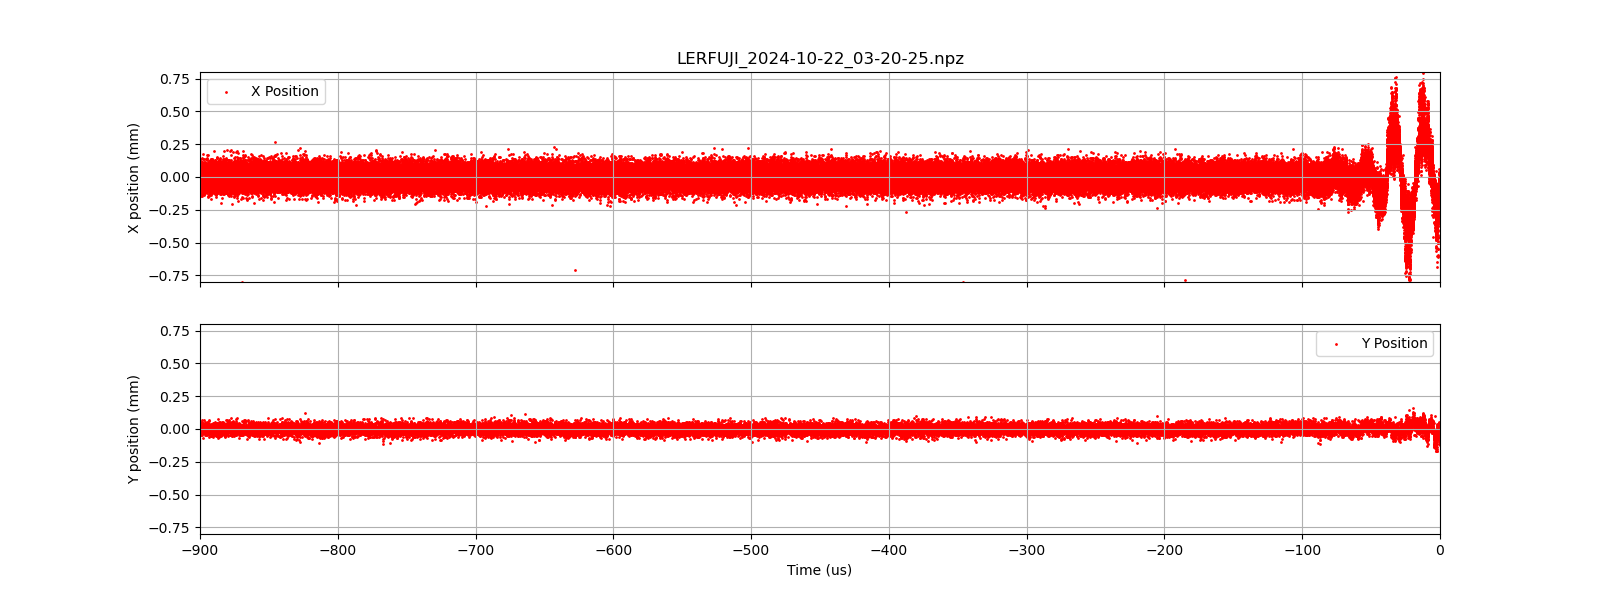 LERFUJI_2024-10-22_03-20-25.npz
X Position
X position (mm)
0.75
0.50
0.25
0.00
−0.25
−0.50
−0.75
Y Position
Y position (mm)
0.75
0.50
0.25
0.00
−0.25
−0.50
−0.75
−900 −800 −700 −600 −500 −400 −300 −200 −100 0
Time (us)